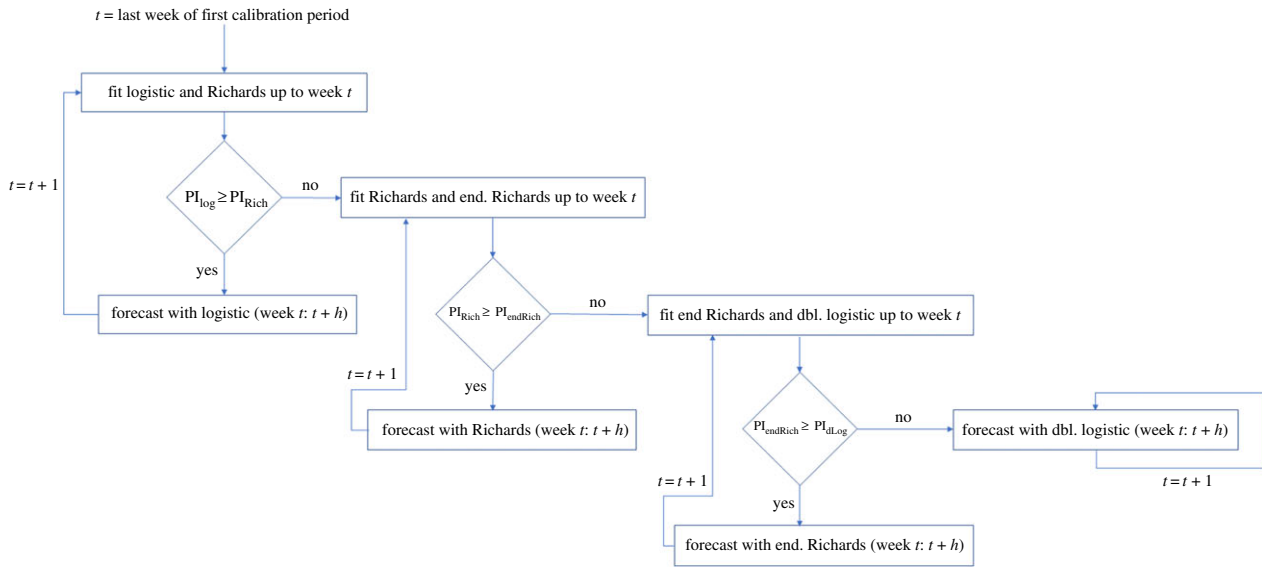 t = last week of first calibration period
fit logistic and Richards up to week t
t = t + 1
PIlog ≥ PIRich
no
yes
forecast with logistic (week t: t + h)
fit Richards and end. Richards up to week t
PIRich ≥ PIendRich
no
yes
t = t + 1
forecast with Richards (week t: t + h)
fit end Richards and dbl. logistic up to week t
PIendRich ≥ PIdLog
no
yes
t = t + 1
forecast with end. Richards (week t: t + h)
forecast with dbl. logistic (week t: t + h)
t = t + 1